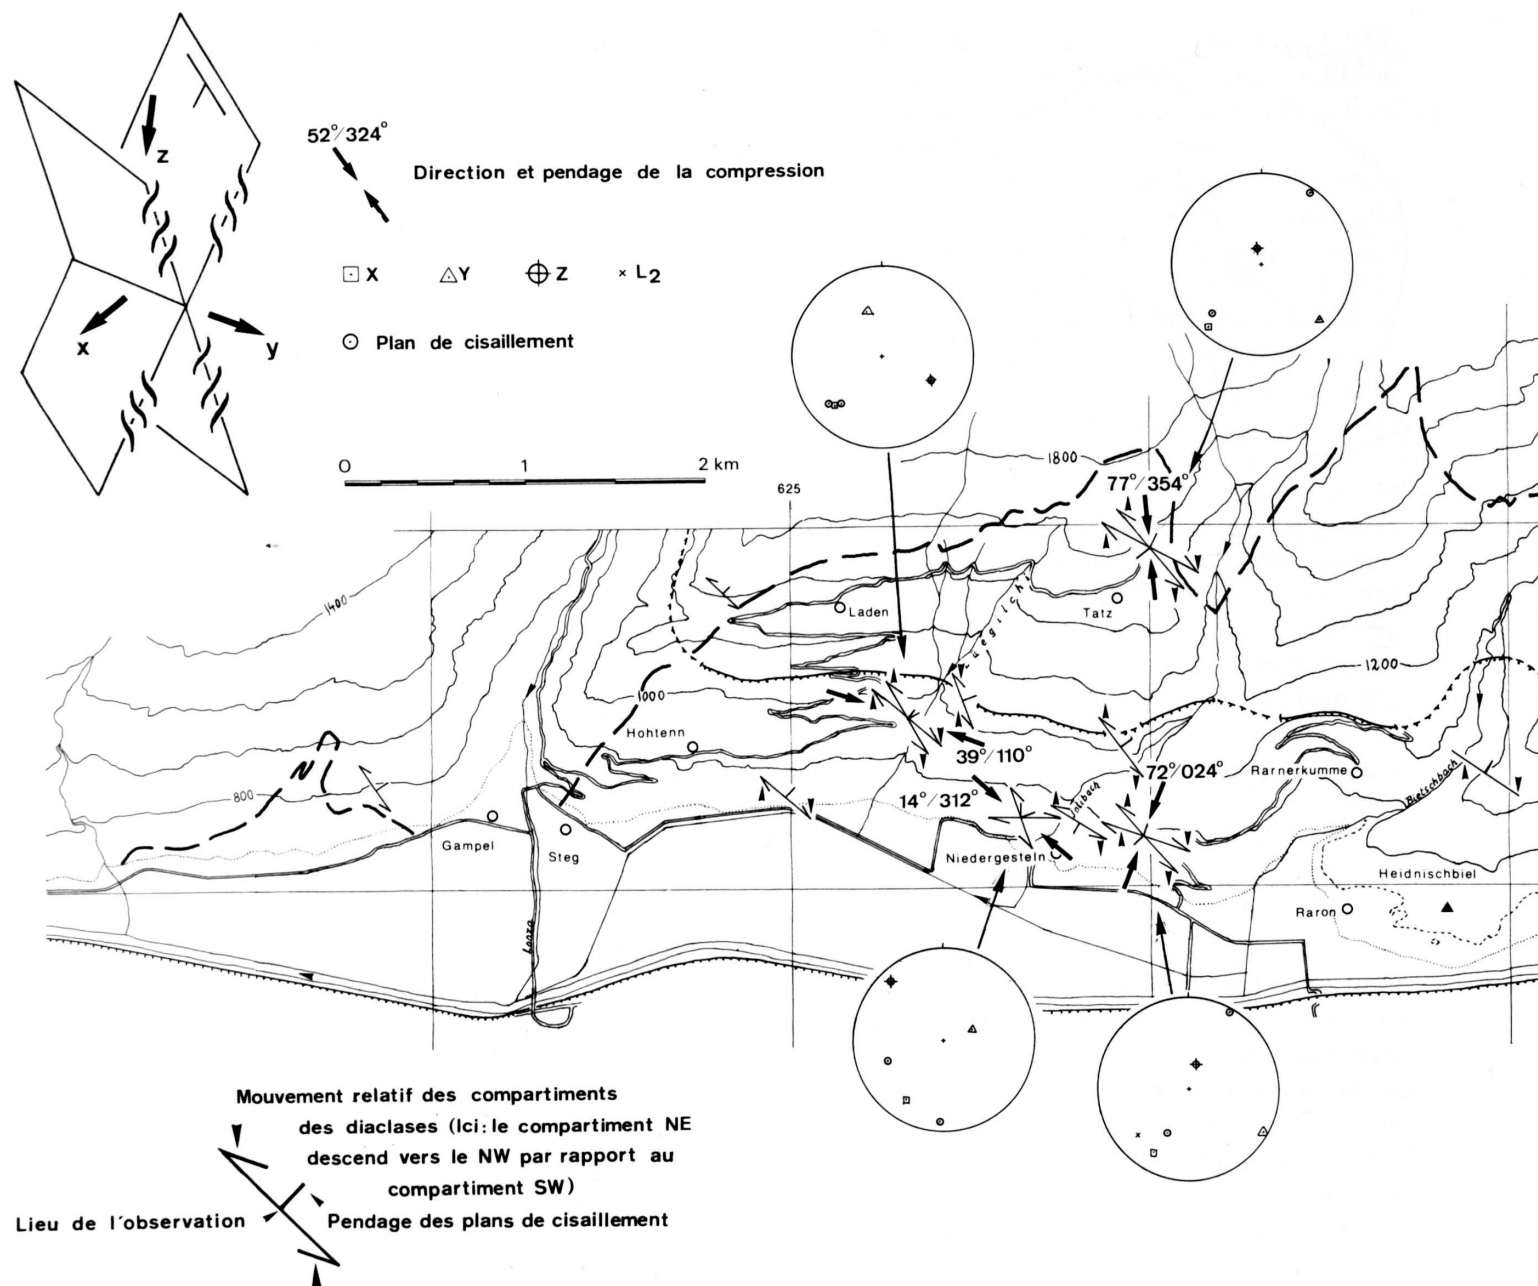 z
x
y
52°/324°
Direction et pendage de la compression
X
Y
Z
L2
Plan de cisaillement
0 1 2 km
625
1800
77°/354°
1400
Laden
Tatz
1200
1000
Hohtenn
39°/110°
72°/024°
Rarnerkumme
Bietschbach
800
14°/312°
Gampel
Steg
Niedergesteln
Heidnischbiel
Raron
Lonza
Mouvement relatif des compartiments
des diaclases (Ici: le compartiment NE
descend vers le NW par rapport au
compartiment SW)
Lieu de l'observation
Pendage des plans de cisaillement